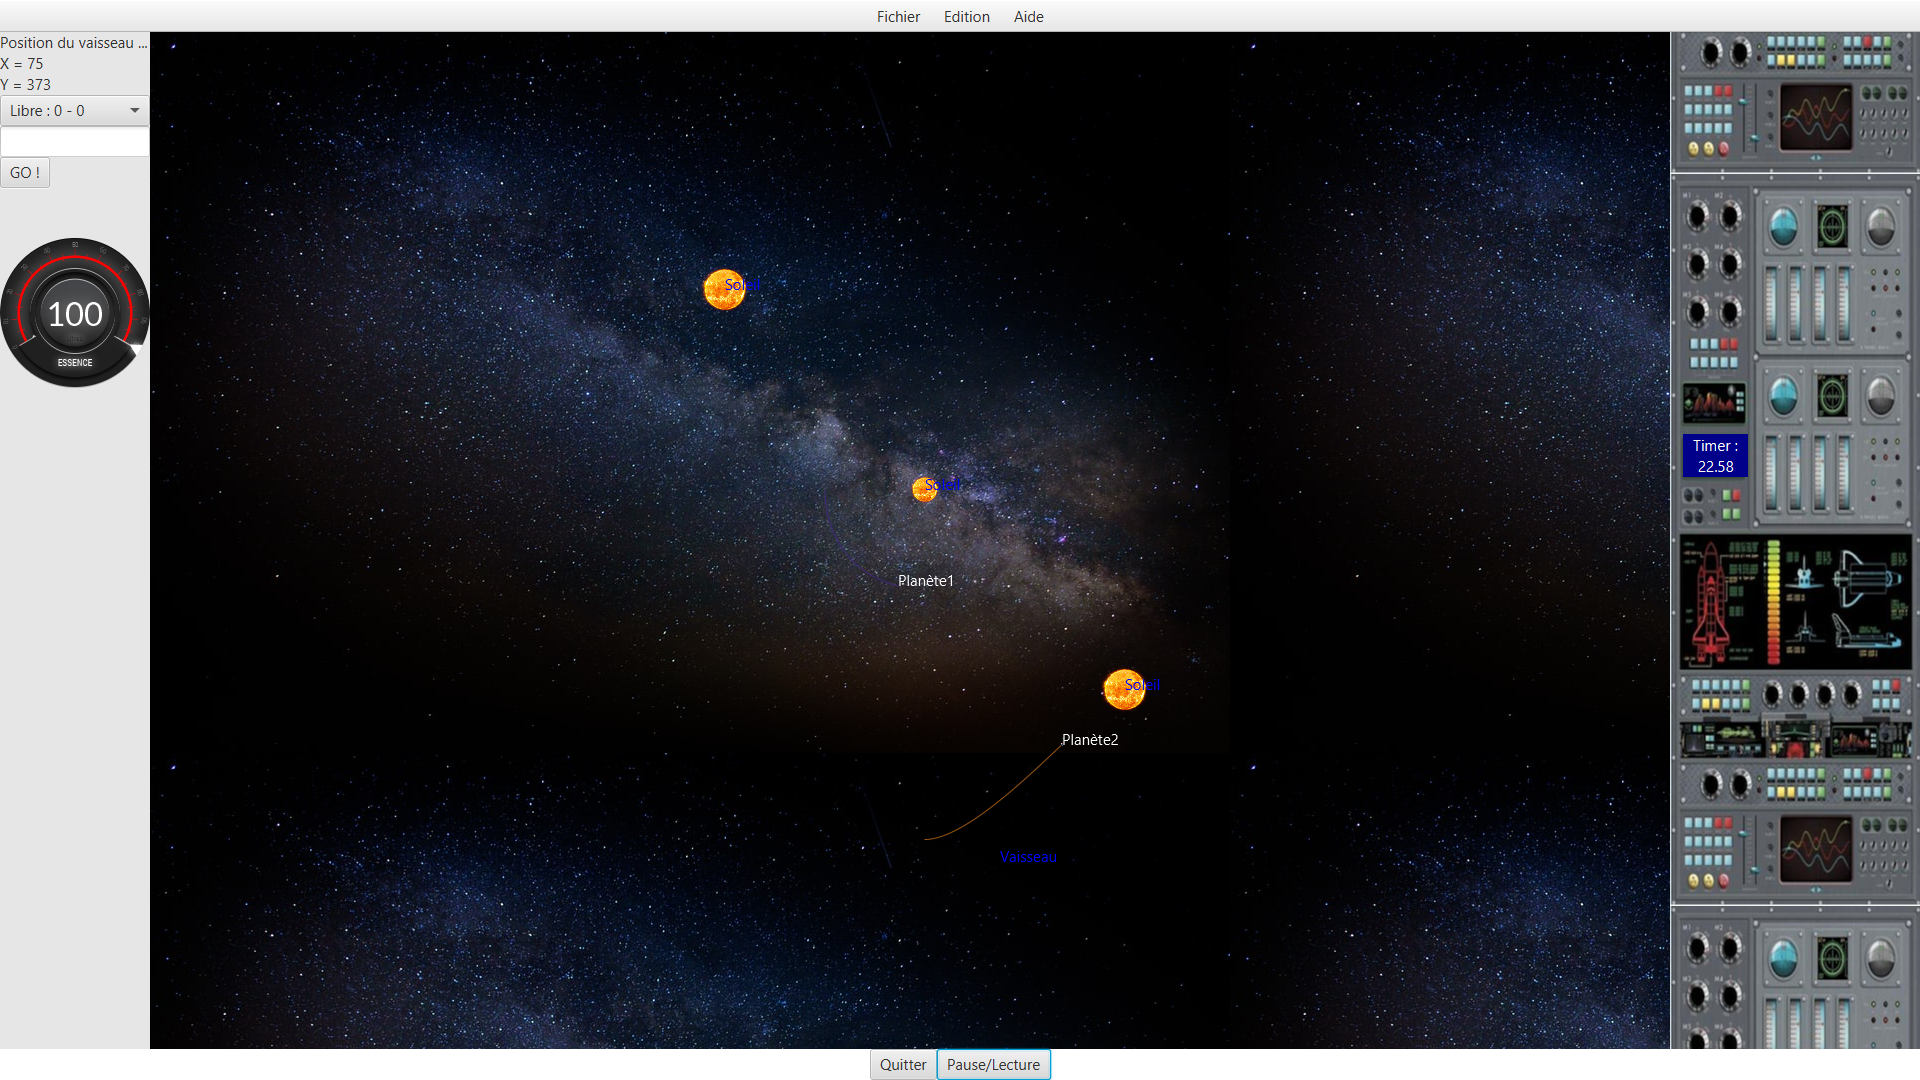 Fichier Edition Aide
Position du vaisseau ...
X = 75
Y = 373
Libre : 0 - 0
GO !
100
ESSENCE
Soleil
Soleil
Planète1
Soleil
Planète2
Vaisseau
Timer :
22.58
Quitter Pause/Lecture